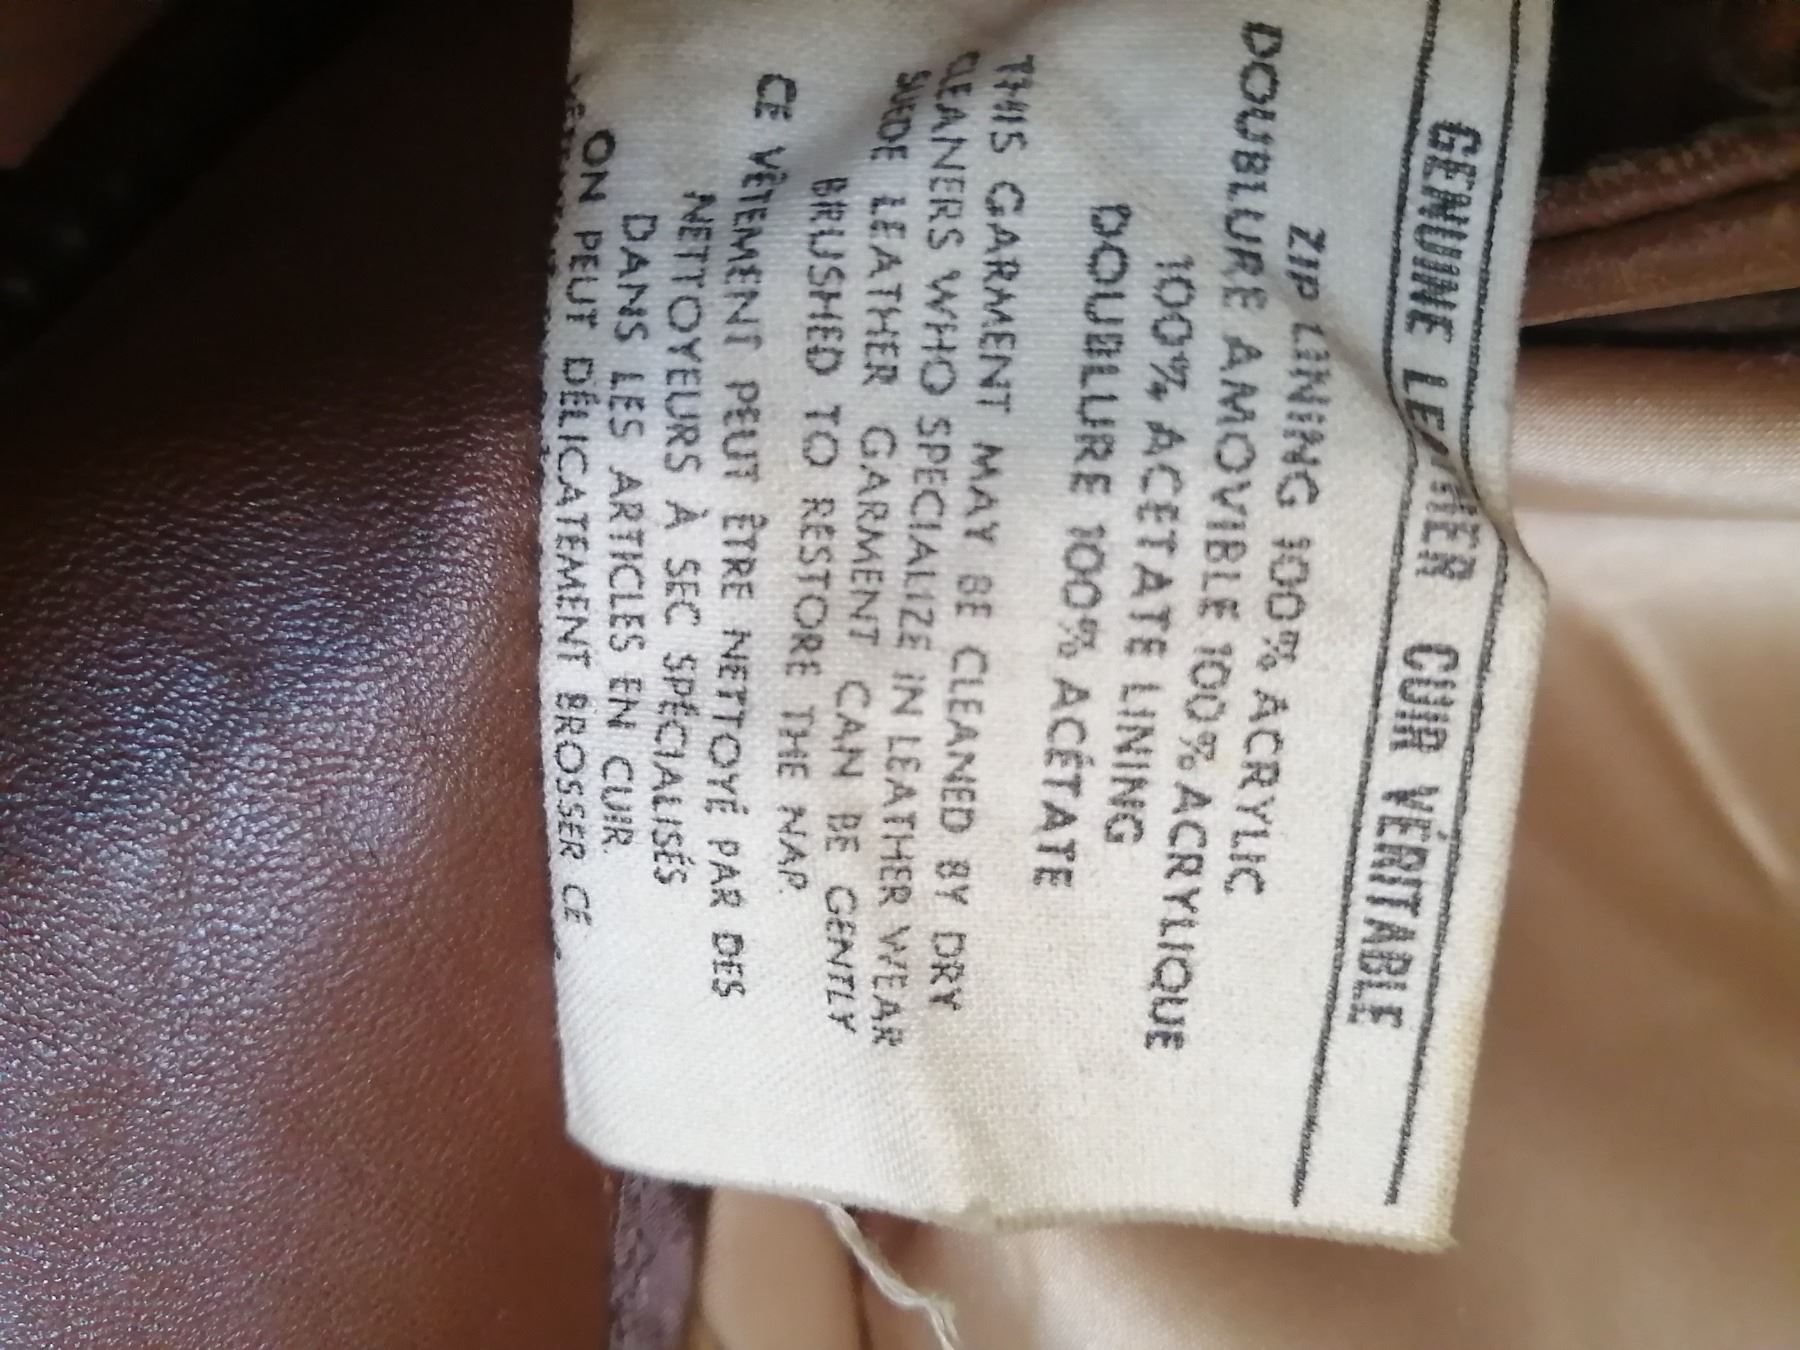 GENUINE LEATHER CUIR VÉRITABLE
ZIP LINING 100% ACRYLIC
DOUBLURE AMOVIBLE 100% ACRYLIQUE
100% ACETATE LINING
DOUBLURE 100% ACÉTATE
THIS GARMENT MAY BE CLEANED BY DRY
CLEANERS WHO SPECIALIZE IN LEATHER WEAR
SUEDE LEATHER GARMENT CAN BE GENTLY
BRUSHED TO RESTORE THE NAP.
CE VÊTEMENT PEUT ÊTRE NETTOYÉ PAR DES
NETTOYEURS À SEC SPÉCIALISÉS
DANS LES ARTICLES EN CUIR.
ON PEUT DÉLICATEMENT BROSSER CE